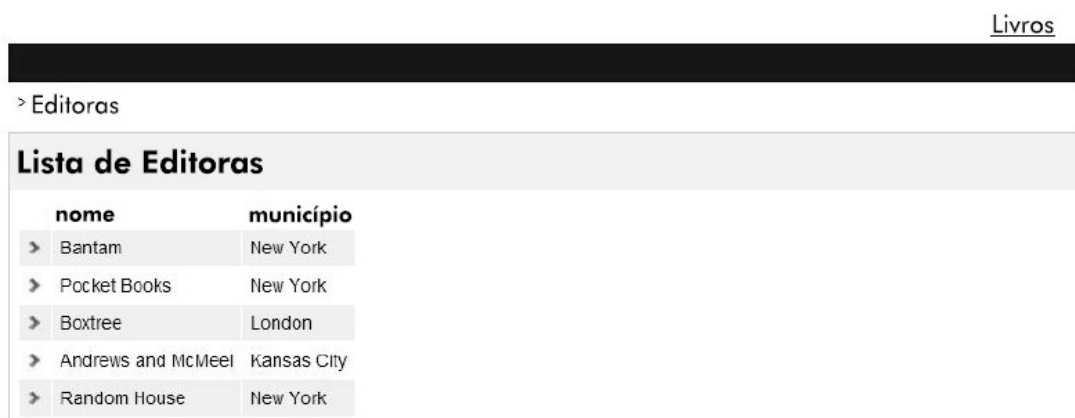 Livros
> Editoras
Lista de Editoras
nome município
Bantam New York
Pocket Books New York
Boxtree London
Andrews and McMeel Kansas City
Random House New York